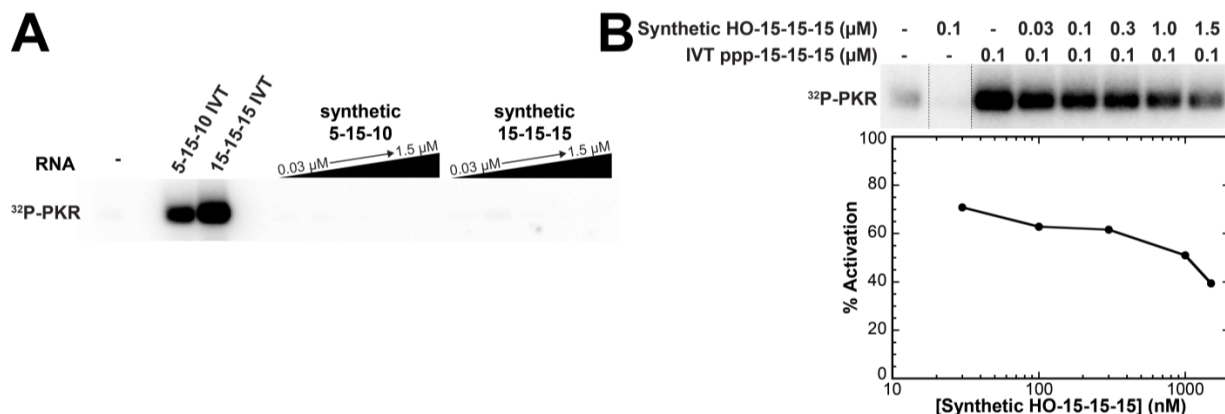 A
5-15-10 IVT
15-15-15 IVT
synthetic
5-15-10
synthetic
15-15-15
RNA
-
0.03 µM
1.5 µM
0.03 µM
1.5 µM
³²P-PKR
B
Synthetic HO-15-15-15 (µM) - 0.1 - 0.03 0.1 0.3 1.0 1.5
IVT ppp-15-15-15 (µM) - - 0.1 0.1 0.1 0.1 0.1 0.1
³²P-PKR
100
80
60
40
20
0
% Activation
10 100 1000
[Synthetic HO-15-15-15] (nM)